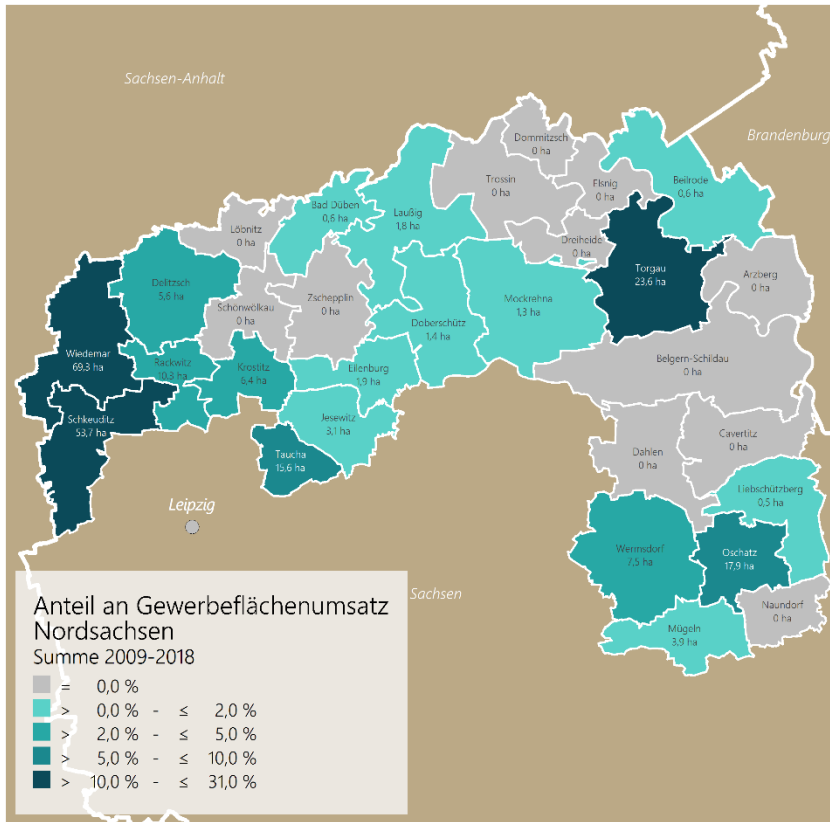 Sachsen-Anhalt
Brandenburg
Dommitzsch
0 ha
Trossin
0 ha
Elsnig
0 ha
Beilrode
0,6 ha
Bad Düben
0,6 ha
Laußig
1,8 ha
Löbnitz
0 ha
Dreiheide
0 ha
Torgau
23,6 ha
Arzberg
0 ha
Delitzsch
5,6 ha
Schönwölkau
0 ha
Zschepplin
0 ha
Mockrehna
1,3 ha
Doberschütz
1,4 ha
Wiedemar
69,3 ha
Rackwitz
10,3 ha
Krostitz
6,4 ha
Eilenburg
1,9 ha
Belgern-Schildau
0 ha
Schkeuditz
53,7 ha
Jesewitz
3,1 ha
Taucha
15,6 ha
Dahlen
0 ha
Cavertitz
0 ha
Leipzig
Liebschützberg
0,5 ha
Wermsdorf
7,5 ha
Oschatz
17,9 ha
Sachsen
Naundorf
0 ha
Mügeln
3,9 ha
Anteil an Gewerbeflächenumsatz
Nordsachsen
Summe 2009-2018
= 0,0 %
> 0,0 % - ≤ 2,0 %
> 2,0 % - ≤ 5,0 %
> 5,0 % - ≤ 10,0 %
> 10,0 % - ≤ 31,0 %